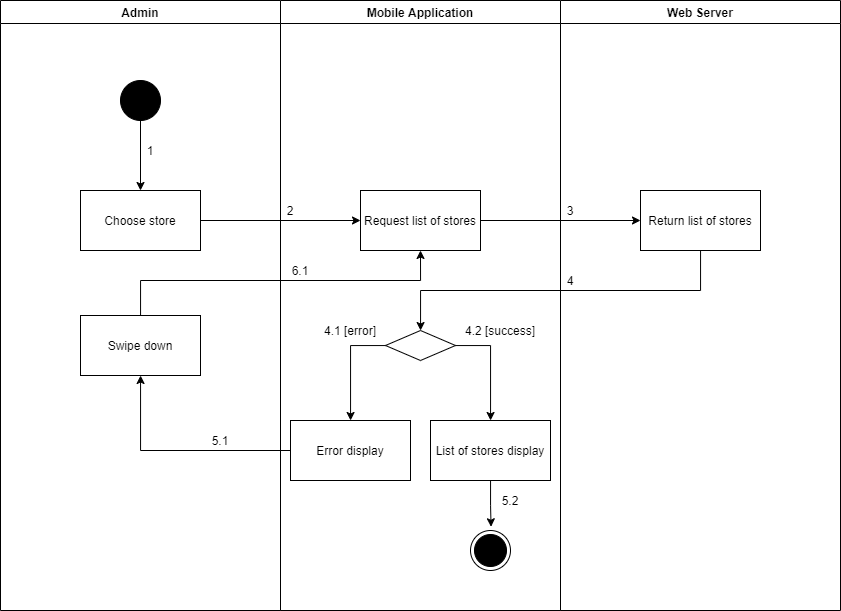 Admin
Mobile Application
Web Server
1
Choose store
2
Request list of stores
3
Return list of stores
6.1
4
Swipe down
4.1 [error]
4.2 [success]
5.1
Error display
List of stores display
5.2